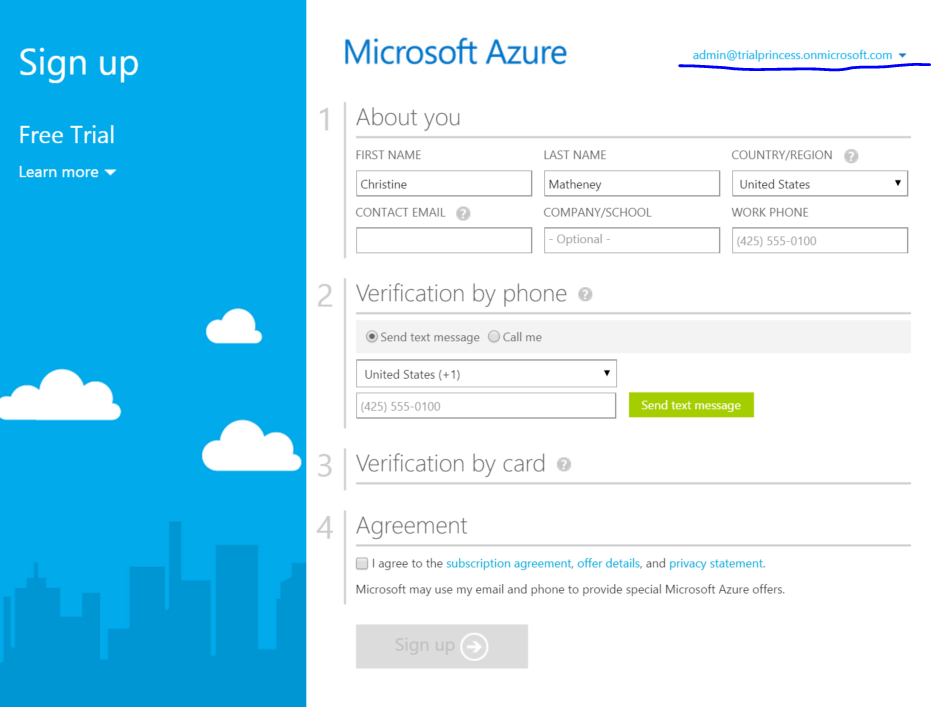 Sign up
Free Trial
Learn more
Microsoft Azure
admin@trialprincess.onmicrosoft.com
1 About you
FIRST NAME LAST NAME COUNTRY/REGION ?
Christine Matheney United States
CONTACT EMAIL ? COMPANY/SCHOOL WORK PHONE
- Optional - (425) 555-0100
2 Verification by phone ?
Send text message Call me
United States (+1)
(425) 555-0100 Send text message
3 Verification by card ?
4 Agreement
I agree to the subscription agreement, offer details, and privacy statement.
Microsoft may use my email and phone to provide special Microsoft Azure offers.
Sign up